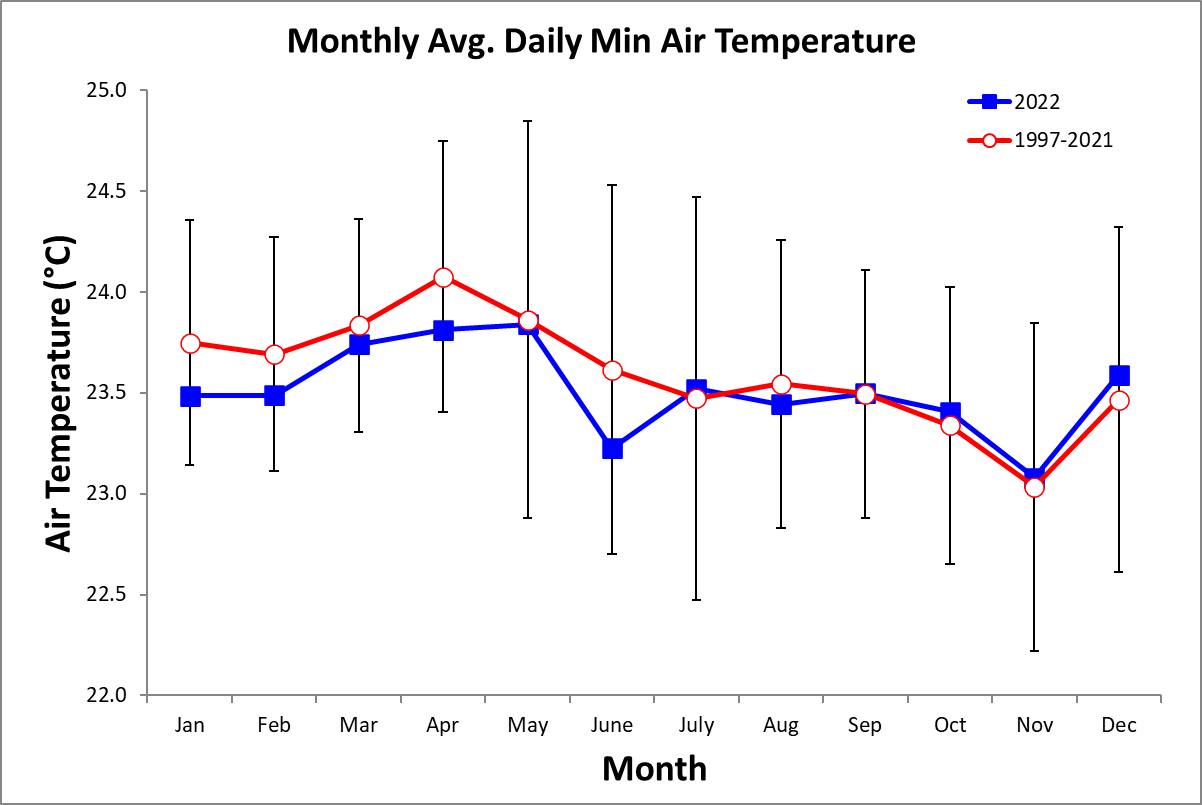 Monthly Avg. Daily Min Air Temperature
25.0
24.5
24.0
23.5
23.0
22.5
22.0
Air Temperature (°C)
2022
1997-2021
Jan Feb Mar Apr May June July Aug Sep Oct Nov Dec
Month